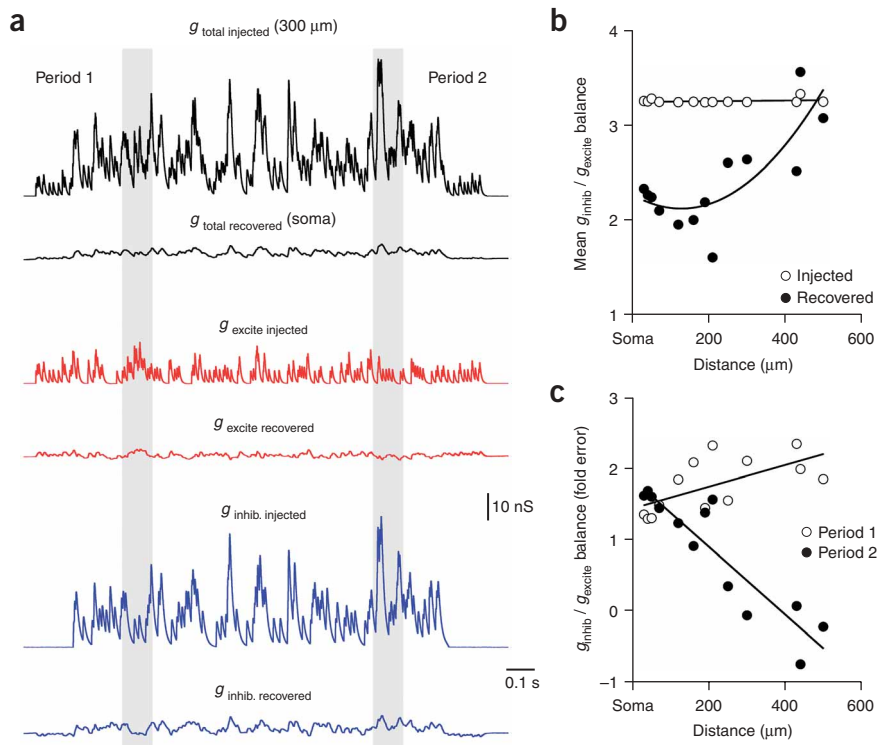 a
g total injected (300 μm)
Period 1
Period 2
g total recovered (soma)
g excite injected
g excite recovered
10 nS
g inhib. injected
0.1 s
g inhib. recovered
b
Mean g inhib / g excite balance
4
3
2
1
Injected
Recovered
Soma
200
400
600
Distance (μm)
c
g inhib / g excite balance (fold error)
3
2
1
0
–1
Period 1
Period 2
Soma
200
400
600
Distance (μm)